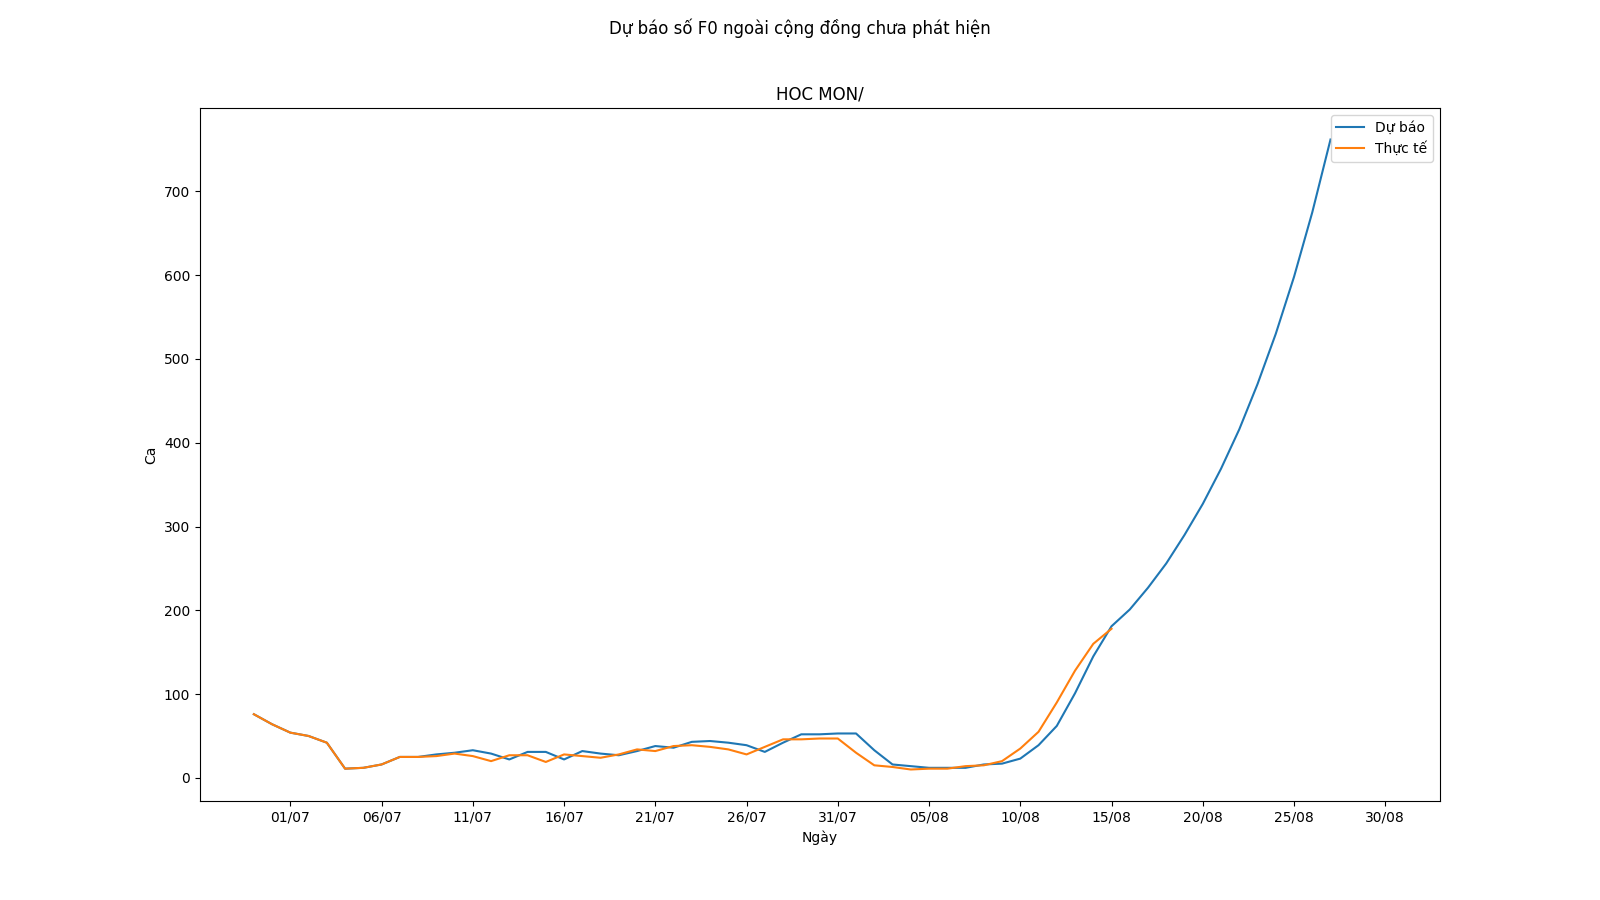 Dự báo số F0 ngoài cộng đồng chưa phát hiện
HOC MON/
Dự báo
Thực tế
700
600
500
400
300
200
100
0
Ca
01/07 06/07 11/07 16/07 21/07 26/07 31/07 05/08 10/08 15/08 20/08 25/08 30/08
Ngày